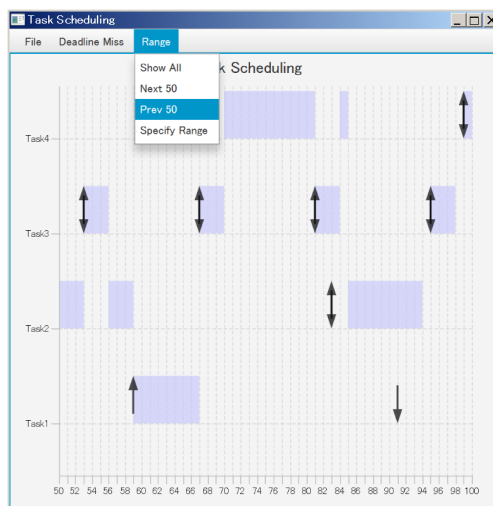 Task Scheduling
File Deadline Miss Range
Show All
Next 50
Prev 50
Specify Range
k Scheduling
Task4
Task3
Task2
Task1
50 52 54 56 58 60 62 64 66 68 70 72 74 76 78 80 82 84 86 88 90 92 94 96 98 100